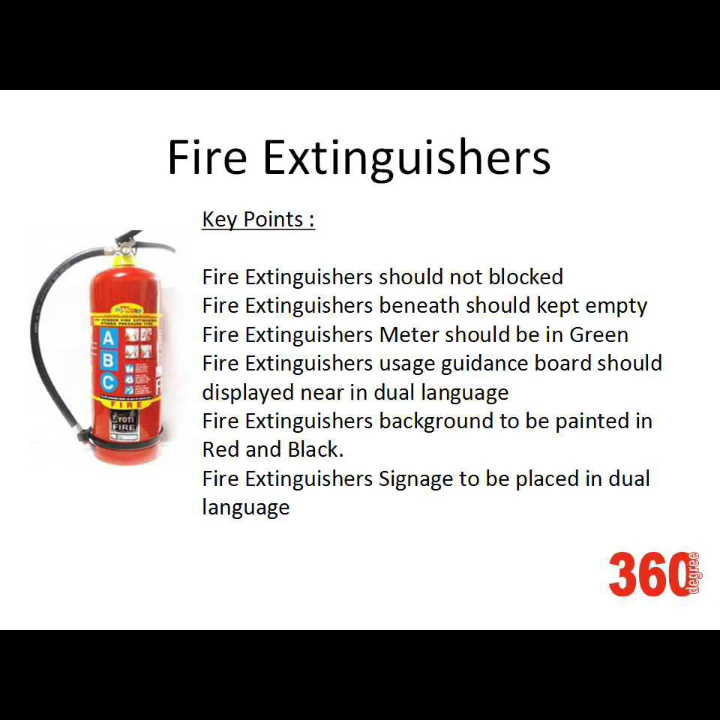 Fire Extinguishers
Key Points :
Fire Extinguishers should not blocked
Fire Extinguishers beneath should kept empty
Fire Extinguishers Meter should be in Green
Fire Extinguishers usage guidance board should
displayed near in dual language
Fire Extinguishers background to be painted in
Red and Black.
Fire Extinguishers Signage to be placed in dual
language
A
B
C
FIRE
FIRE
360
degree